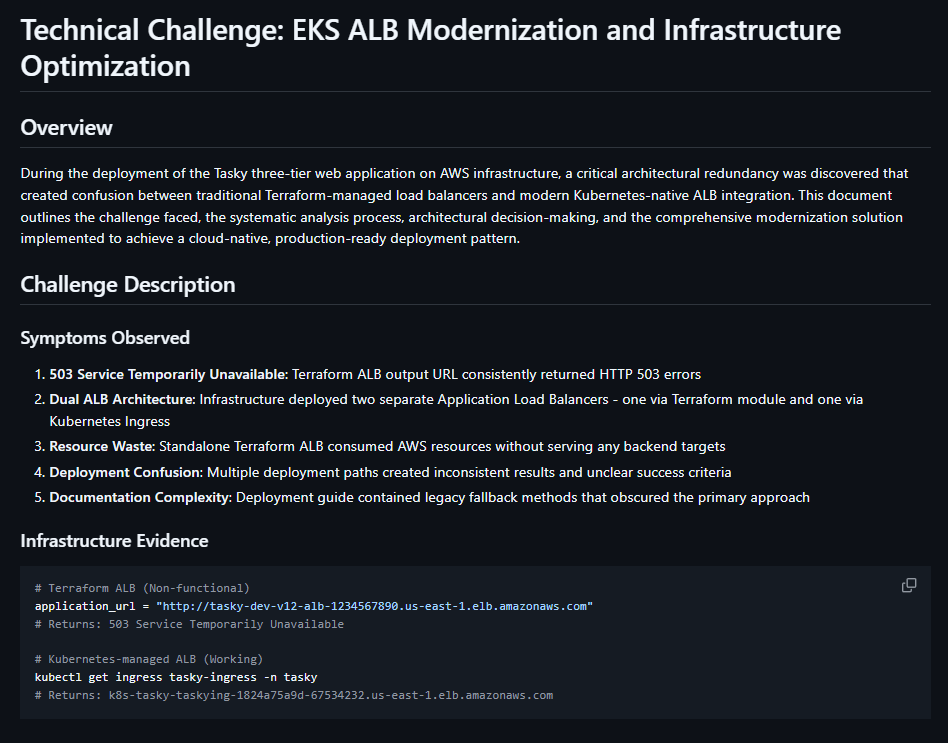 Technical Challenge: EKS ALB Modernization and Infrastructure
Optimization
Overview
During the deployment of the Tasky three-tier web application on AWS infrastructure, a critical architectural redundancy was discovered that
created confusion between traditional Terraform-managed load balancers and modern Kubernetes-native ALB integration. This document
outlines the challenge faced, the systematic analysis process, architectural decision-making, and the comprehensive modernization solution
implemented to achieve a cloud-native, production-ready deployment pattern.
Challenge Description
Symptoms Observed
1. 503 Service Temporarily Unavailable: Terraform ALB output URL consistently returned HTTP 503 errors
2. Dual ALB Architecture: Infrastructure deployed two separate Application Load Balancers - one via Terraform module and one via
Kubernetes Ingress
3. Resource Waste: Standalone Terraform ALB consumed AWS resources without serving any backend targets
4. Deployment Confusion: Multiple deployment paths created inconsistent results and unclear success criteria
5. Documentation Complexity: Deployment guide contained legacy fallback methods that obscured the primary approach
Infrastructure Evidence
# Terraform ALB (Non-functional)
application_url = "http://tasky-dev-v12-alb-1234567890.us-east-1.elb.amazonaws.com"
# Returns: 503 Service Temporarily Unavailable
# Kubernetes-managed ALB (Working)
kubectl get ingress tasky-ingress -n tasky
# Returns: k8s-tasky-taskying-1824a75a9d-67534232.us-east-1.elb.amazonaws.com